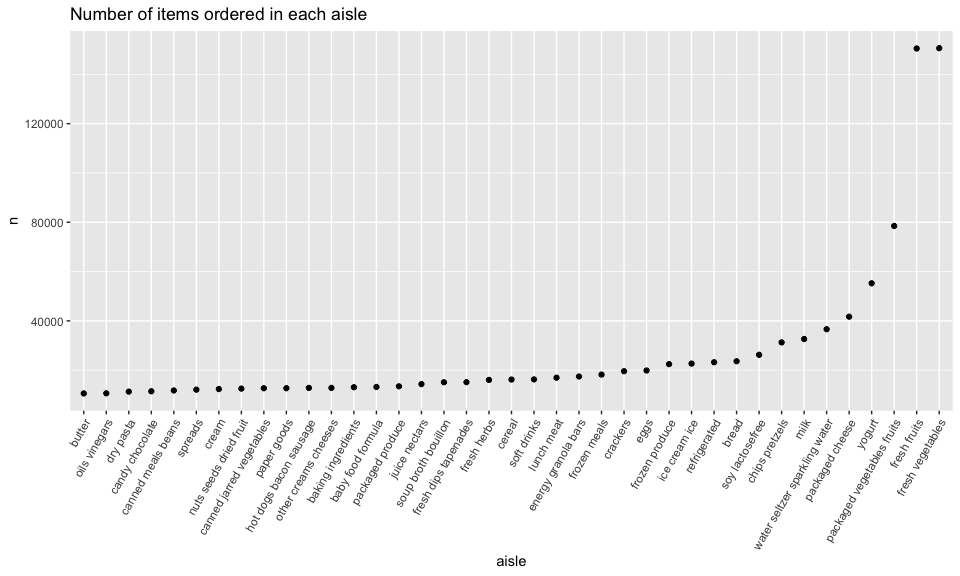 Number of items ordered in each aisle
n
120000
80000
40000
butter
oils vinegars
dry pasta
candy chocolate
canned meals beans
spreads
cream
nuts seeds dried fruit
canned jarred vegetables
paper goods
hot dogs bacon sausage
other creams cheeses
baking ingredients
baby food formula
packaged produce
juice nectars
soup broth bouillon
fresh dips tapenades
fresh herbs
cereal
soft drinks
lunch meat
energy granola bars
frozen meals
crackers
eggs
frozen produce
ice cream ice
refrigerated
bread
soy lactosefree
chips pretzels
milk
water seltzer sparkling water
packaged cheese
yogurt
packaged vegetables fruits
fresh fruits
fresh vegetables
aisle